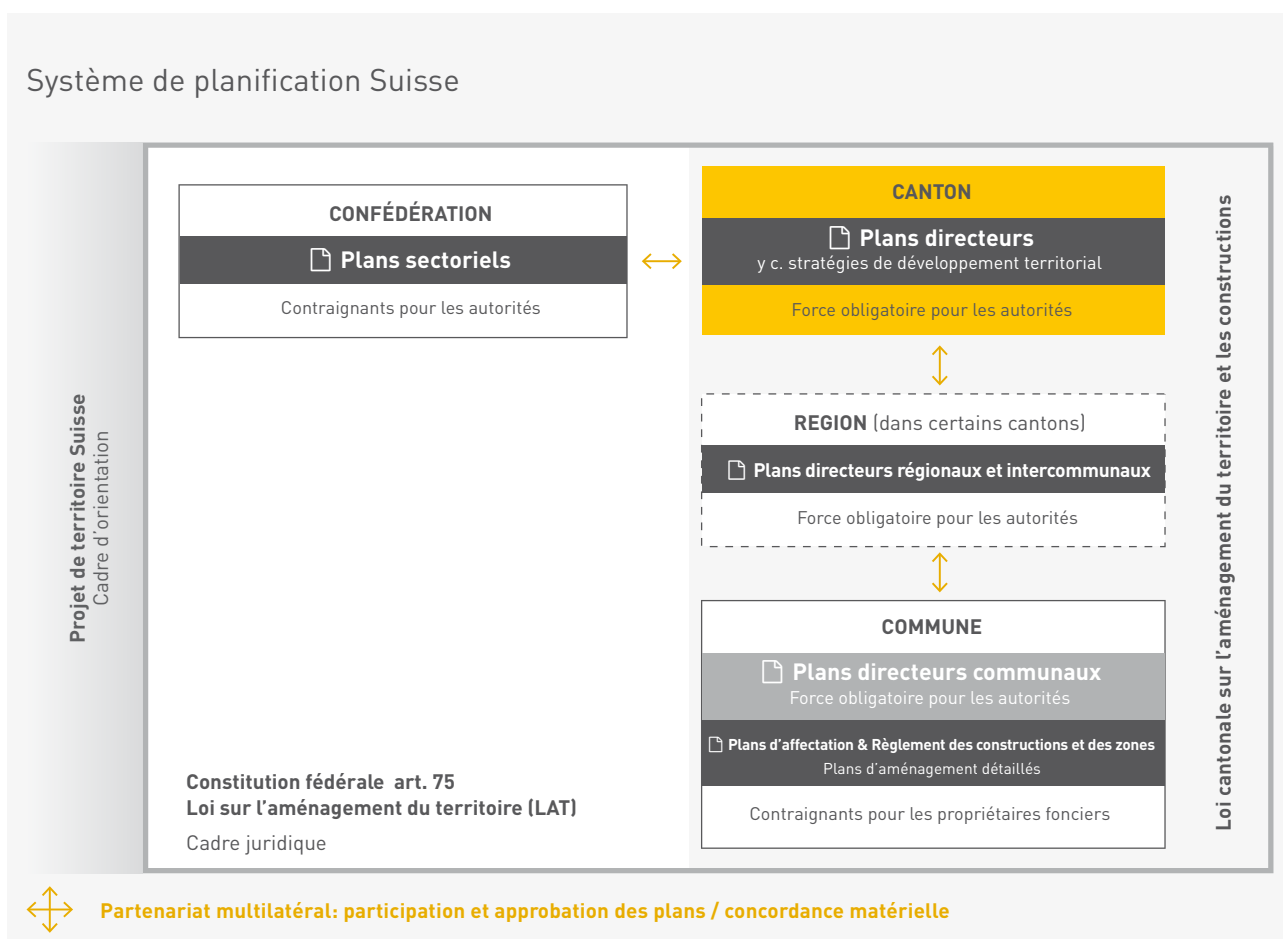 Système de planification Suisse
Projet de territoire Suisse
Cadre d'orientation
CONFÉDÉRATION
Plans sectoriels
Contraignants pour les autorités
Constitution fédérale art. 75
Loi sur l'aménagement du territoire (LAT)
Cadre juridique
CANTON
Plans directeurs
y c. stratégies de développement territorial
Force obligatoire pour les autorités
REGION (dans certains cantons)
Plans directeurs régionaux et intercommunaux
Force obligatoire pour les autorités
COMMUNE
Plans directeurs communaux
Force obligatoire pour les autorités
Plans d'affectation & Règlement des constructions et des zones
Plans d'aménagement détaillés
Contraignants pour les propriétaires fonciers
Loi cantonale sur l'aménagement du territoire et les constructions
Partenariat multilatéral: participation et approbation des plans / concordance matérielle